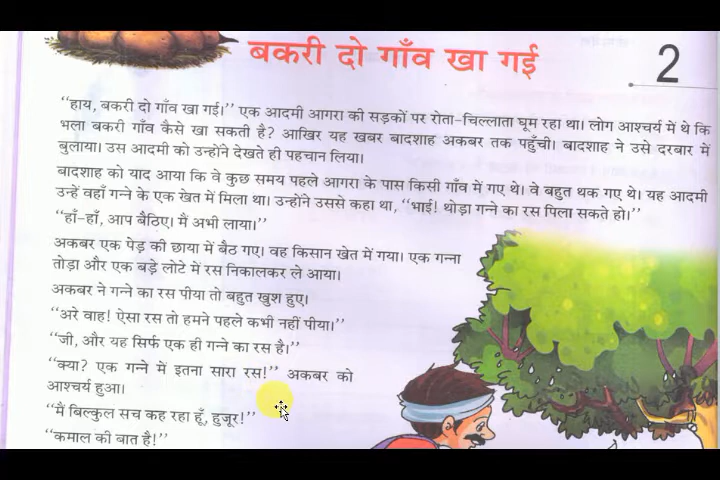 बकरी दो गाँव खा गई
2
“हाय, बकरी दो गाँव खा गई।” एक आदमी आगरा की सड़कों पर रोता-चिल्लाता घूम रहा था। लोग आश्चर्य में थे कि
भला बकरी गाँव कैसे खा सकती है? आखिर यह खबर बादशाह अकबर तक पहुँची। बादशाह ने उसे दरबार में
बुलाया। उस आदमी को उन्होंने देखते ही पहचान लिया।
बादशाह को याद आया कि वे कुछ समय पहले आगरा के पास किसी गाँव में गए थे। वे बहुत थक गए थे। यह आदमी
उन्हें वहाँ गन्ने के एक खेत में मिला था। उन्होंने उससे कहा था, “भाई! थोड़ा गन्ने का रस पिला सकते हो।”
“हाँ-हाँ, आप बैठिए। मैं अभी लाया।”
अकबर एक पेड़ की छाया में बैठ गए। वह किसान खेत में गया। एक गन्ना
तोड़ा और एक बड़े लोटे में रस निकालकर ले आया।
अकबर ने गन्ने का रस पीया तो बहुत खुश हुए।
“अरे वाह! ऐसा रस तो हमने पहले कभी नहीं पीया।”
“जी, और यह सिर्फ एक ही गन्ने का रस है।”
“क्या? एक गन्ने में इतना सारा रस!” अकबर को
आश्चर्य हुआ।
“मैं बिल्कुल सच कह रहा हूँ, हुजूर!”
“कमाल की बात है!”